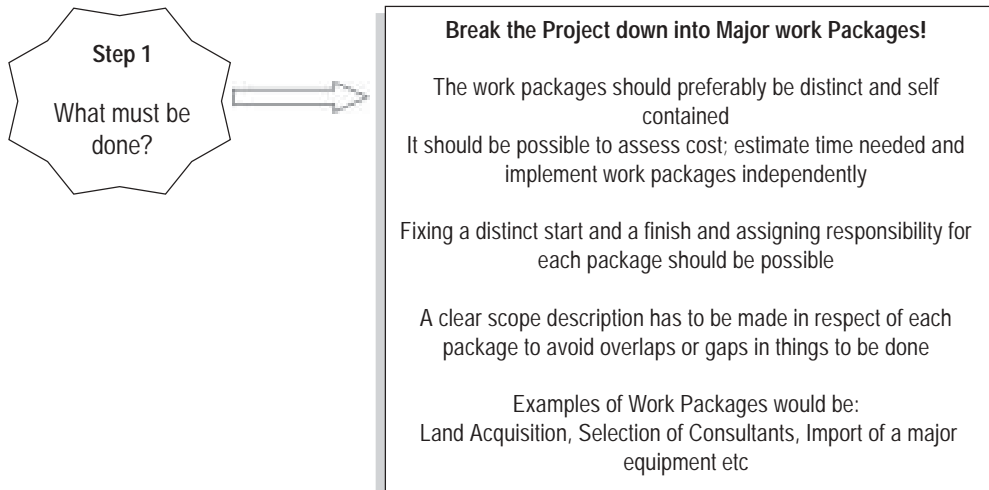 Step 1
What must be
done?
Break the Project down into Major work Packages!
The work packages should preferably be distinct and self
contained
It should be possible to assess cost; estimate time needed and
implement work packages independently
Fixing a distinct start and a finish and assigning responsibility for
each package should be possible
A clear scope description has to be made in respect of each
package to avoid overlaps or gaps in things to be done
Examples of Work Packages would be:
Land Acquisition, Selection of Consultants, Import of a major
equipment etc